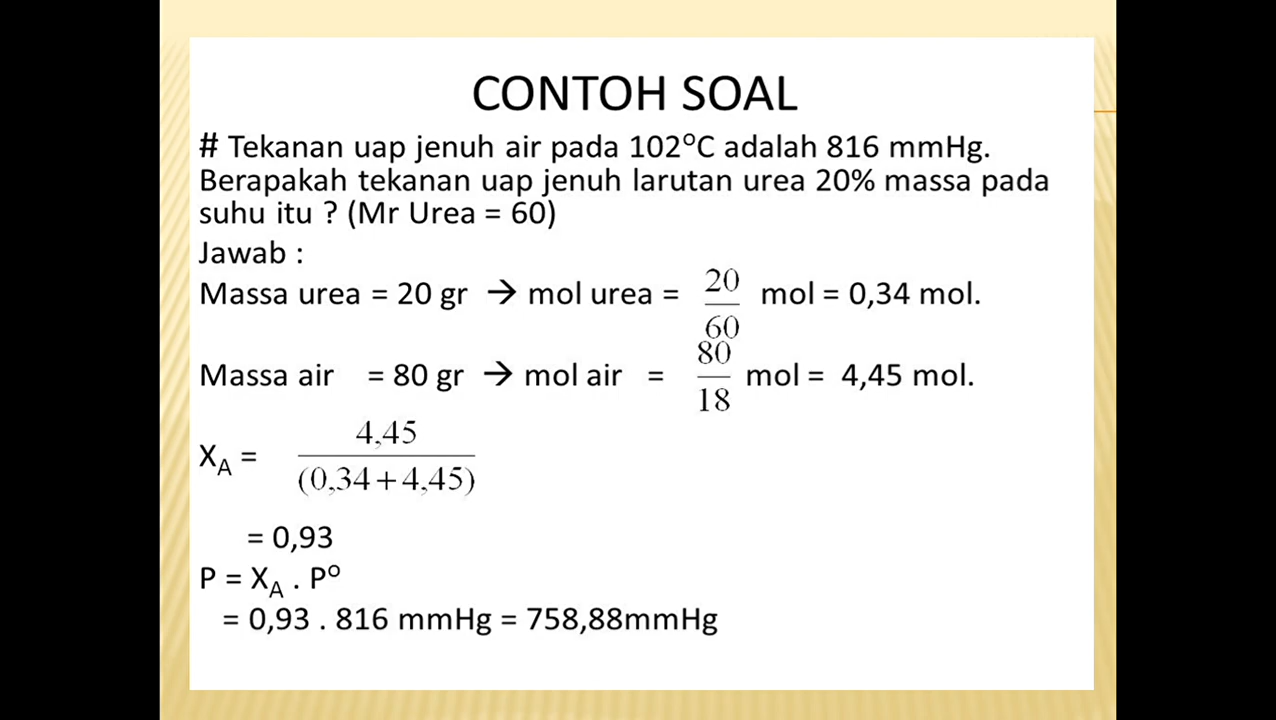 CONTOH SOAL
# Tekanan uap jenuh air pada 102°C adalah 816 mmHg.
Berapakah tekanan uap jenuh larutan urea 20% massa pada
suhu itu ? (Mr Urea = 60)
Jawab :
Massa urea = 20 gr → mol urea = 20/60 mol = 0,34 mol.
Massa air = 80 gr → mol air = 80/18 mol = 4,45 mol.
X_A = 4,45/(0,34+4,45)
= 0,93
P = X_A . P°
= 0,93 . 816 mmHg = 758,88mmHg